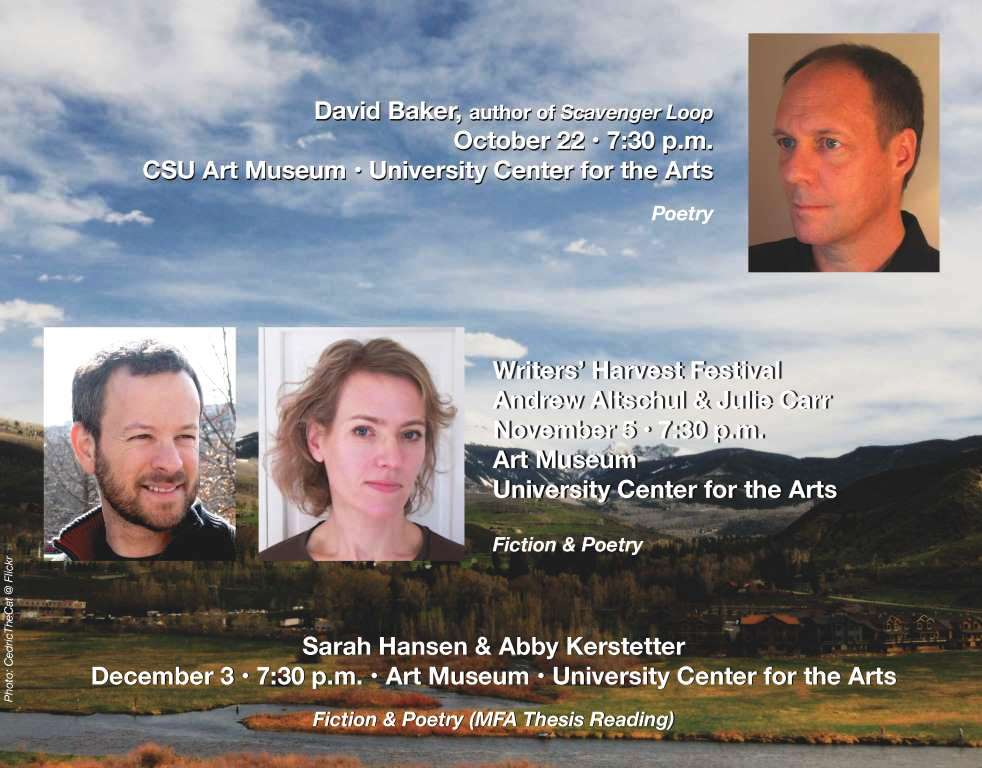 David Baker, author of Scavenger Loop
October 22 • 7:30 p.m.
CSU Art Museum • University Center for the Arts
Poetry
Writers’ Harvest Festival
Andrew Altschul & Julie Carr
November 5 • 7:30 p.m.
Art Museum
University Center for the Arts
Fiction & Poetry
Photo: CedricTheCat @ Flickr
Sarah Hansen & Abby Kerstetter
December 3 • 7:30 p.m. • Art Museum • University Center for the Arts
Fiction & Poetry (MFA Thesis Reading)